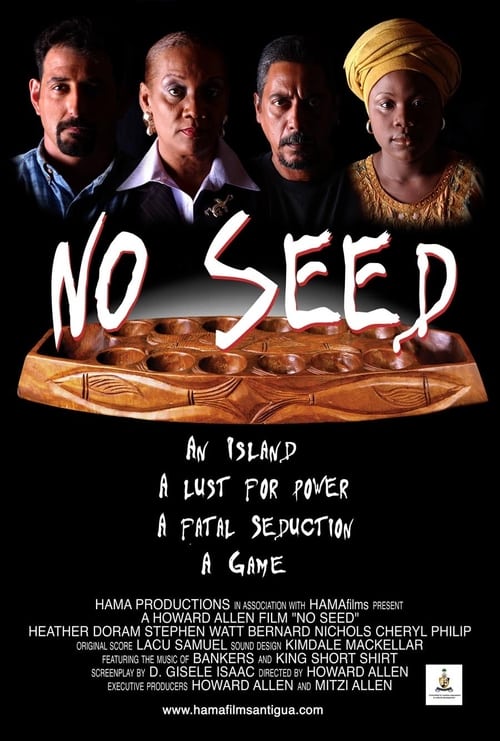 NO SEED
AN ISLAND
A LUST FOR POWER
A FATAL SEDUCTION
A GAME
HAMA PRODUCTIONS IN ASSOCIATION WITH HAMAfilms PRESENT
A HOWARD ALLEN FILM "NO SEED"
HEATHER DORAM STEPHEN WATT BERNARD NICHOLS CHERYL PHILIP
ORIGINAL SCORE LACU SAMUEL SOUND DESIGN KIMDALE MACKELLAR
FEATURING THE MUSIC OF BANKERS AND KING SHORT SHIRT
SCREENPLAY BY D. GISELE ISAAC DIRECTED BY HOWARD ALLEN
EXECUTIVE PRODUCERS HOWARD ALLEN AND MITZI ALLEN
www.hamafilmsantigua.com